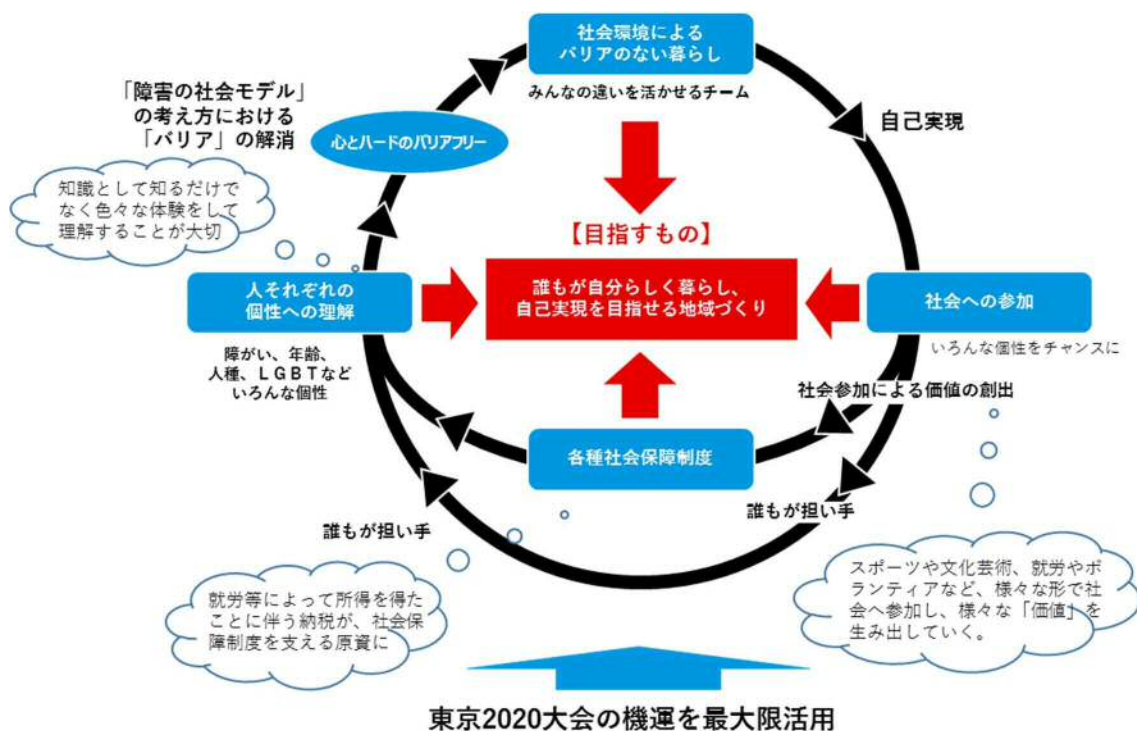 社会環境による
バリアのない暮らし
みんなの違いを活かせるチーム
「障害の社会モデル」
の考え方における
「バリア」の解消
心とハードのバリアフリー
自己実現
知識として知るだけで
なく色々な体験をして
理解することが大切
【目指すもの】
誰もが自分らしく暮らし、
自己実現を目指せる地域づくり
人それぞれの
個性への理解
障がい、年齢、
人種、ＬＧＢＴなど
いろんな個性
社会への参加
いろんな個性をチャンスに
社会参加による価値の創出
各種社会保障制度
誰もが担い手
誰もが担い手
就労等によって所得を得た
ことに伴う納税が、社会保
障制度を支える原資に
スポーツや文化芸術、就労やボ
ランティアなど、様々な形で社
会へ参加し、様々な「価値」を
生み出していく。
東京2020大会の機運を最大限活用